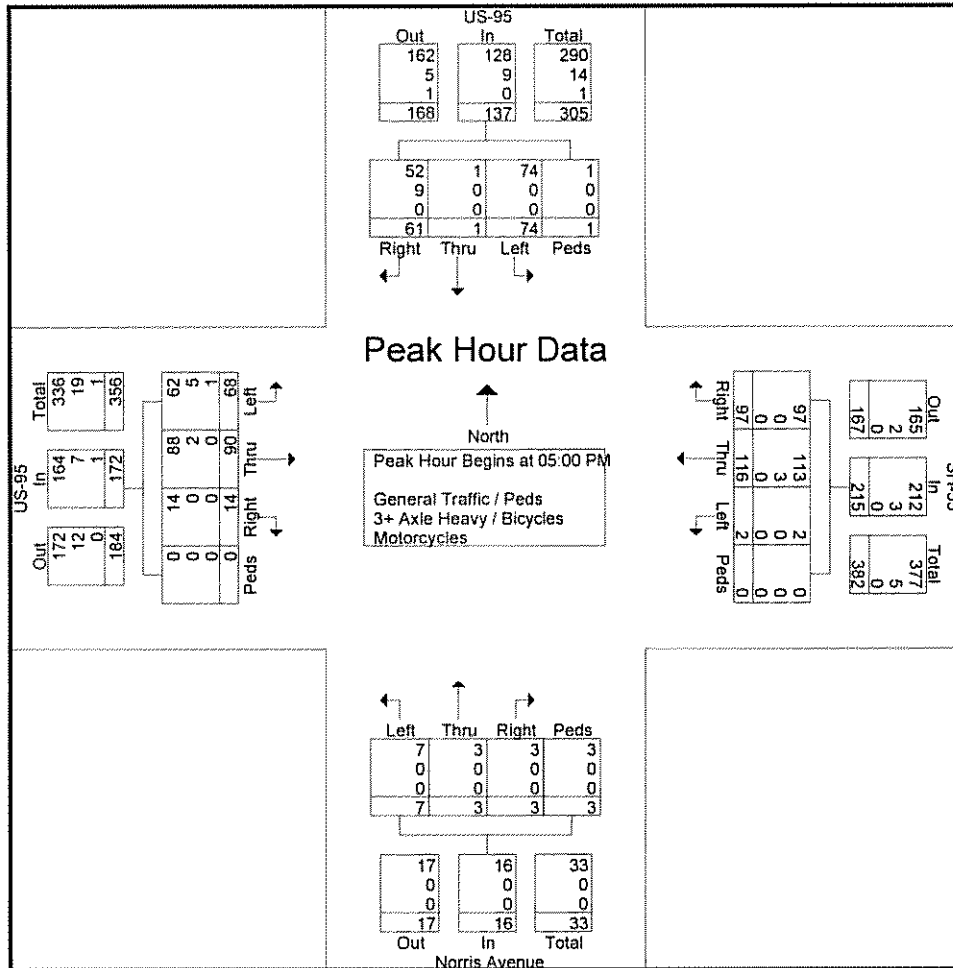 US-95
Out In Total
162 128 290
5 9 14
1 0 1
168 137 305
52 1 74 1
9 0 0 0
0 0 0 0
61 1 74 1
Right Thru Left Peds
Peak Hour Data
North
Peak Hour Begins at 05:00 PM
General Traffic / Peds
3+ Axle Heavy / Bicycles
Motorcycles
US-95
Total In Out
336 164 172
19 7 12
1 1 0
356 172 184
62 88 14 0
5 2 0 0
1 0 0 0
68 90 14 0
Left Thru Right Peds
Out In Total
165 212 377
2 3 5
0 0 0
167 215 382
97 113 2 0
0 3 0 0
0 0 0 0
97 116 2 0
Right Thru Left Peds
Left Thru Right Peds
7 3 3 3
0 0 0 0
0 0 0 0
7 3 3 3
17 16 33
0 0 0
0 0 0
17 16 33
Out In Total
Norris Avenue